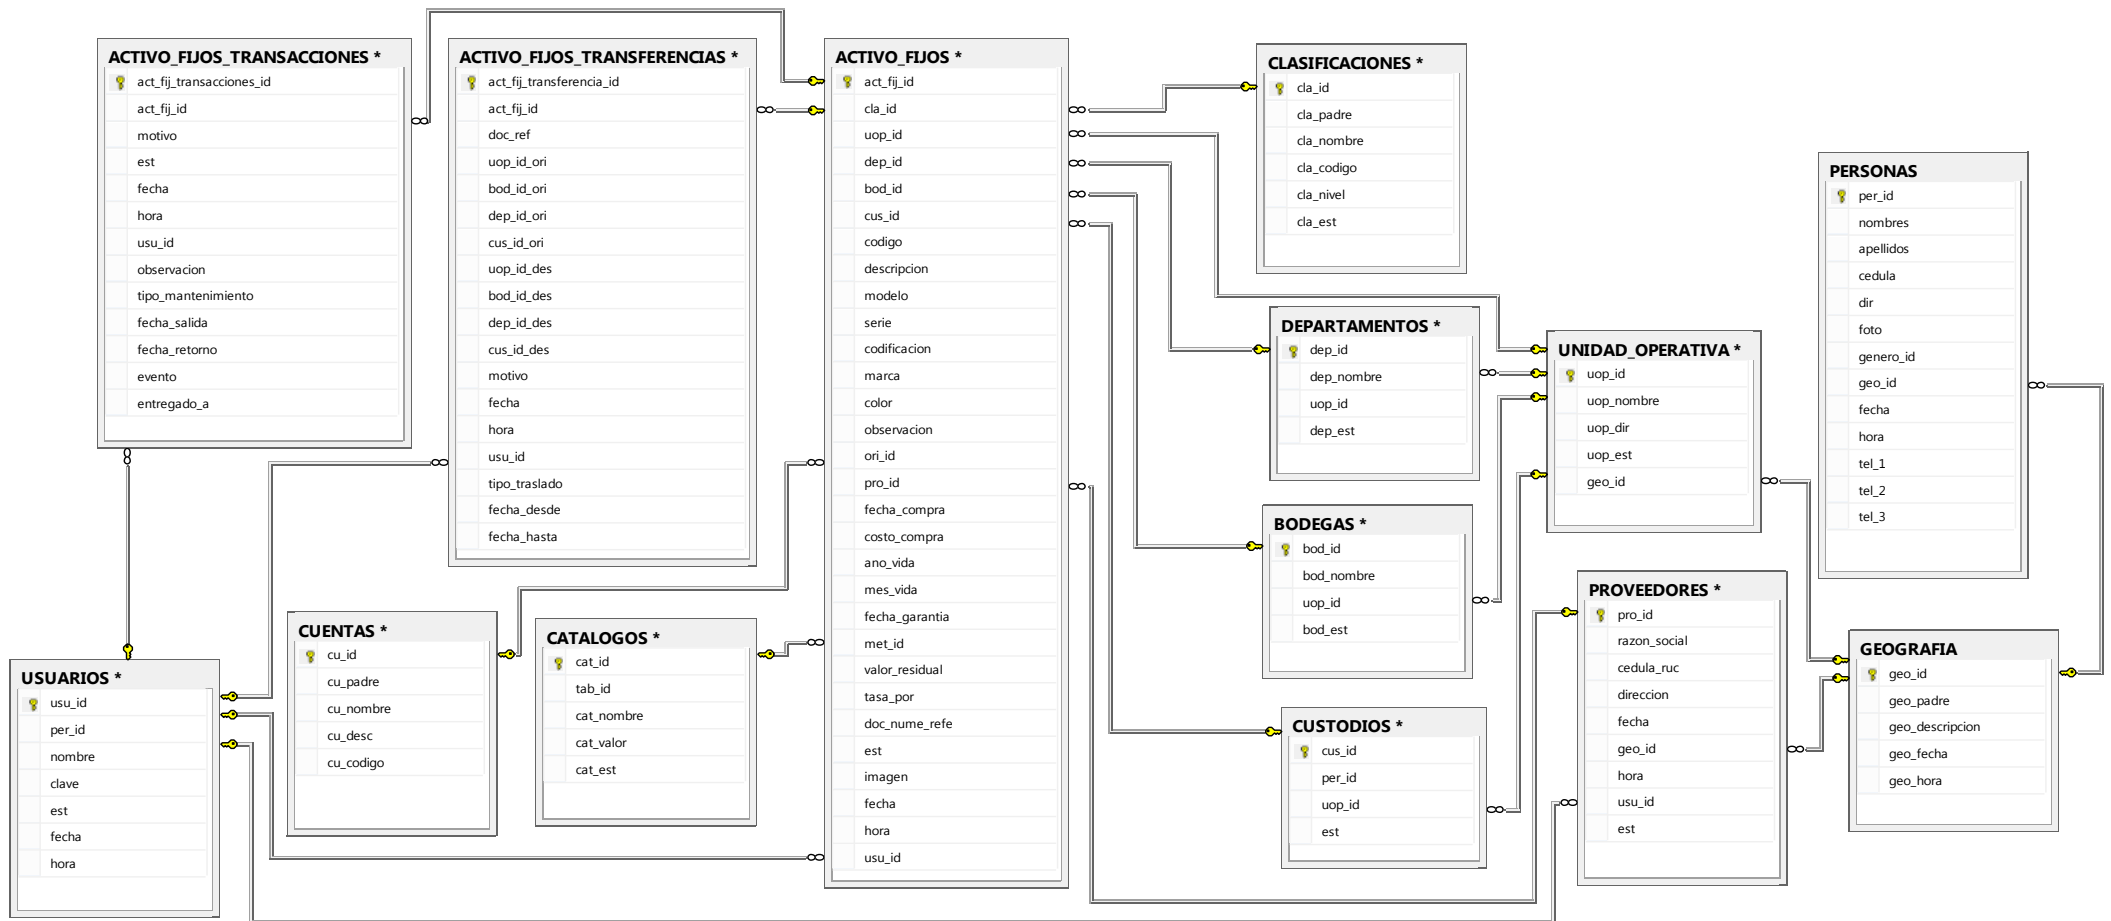 ACTIVO_FIJOS_TRANSACCIONES *
act_fij_transacciones_id
act_fij_id
motivo
est
fecha
hora
usu_id
observacion
tipo_mantenimiento
fecha_salida
fecha_retorno
evento
entregado_a
ACTIVO_FIJOS_TRANSFERENCIAS *
act_fij_transferencia_id
act_fij_id
doc_ref
uop_id_ori
bod_id_ori
dep_id_ori
cus_id_ori
uop_id_des
bod_id_des
dep_id_des
cus_id_des
motivo
fecha
hora
usu_id
tipo_traslado
fecha_desde
fecha_hasta
ACTIVO_FIJOS *
act_fij_id
cla_id
uop_id
dep_id
bod_id
cus_id
codigo
descripcion
modelo
serie
codificacion
marca
color
observacion
ori_id
pro_id
fecha_compra
costo_compra
ano_vida
mes_vida
fecha_garantia
met_id
valor_residual
tasa_por
doc_nume_refe
est
imagen
fecha
hora
usu_id
CLASIFICACIONES *
cla_id
cla_padre
cla_nombre
cla_codigo
cla_nivel
cla_est
DEPARTAMENTOS *
dep_id
dep_nombre
uop_id
dep_est
UNIDAD_OPERATIVA *
uop_id
uop_nombre
uop_dir
uop_est
geo_id
PERSONAS
per_id
nombres
apellidos
cedula
dir
foto
genero_id
geo_id
fecha
hora
tel_1
tel_2
tel_3
BODEGAS *
bod_id
bod_nombre
uop_id
bod_est
PROVEEDORES *
pro_id
razon_social
cedula_ruc
direccion
fecha
geo_id
hora
usu_id
est
GEOGRAFIA
geo_id
geo_padre
geo_descripcion
geo_fecha
geo_hora
CUSTODIOS *
cus_id
per_id
uop_id
est
USUARIOS *
usu_id
per_id
nombre
clave
est
fecha
hora
CUENTAS *
cu_id
cu_padre
cu_nombre
cu_desc
cu_codigo
CATALOGOS *
cat_id
tab_id
cat_nombre
cat_valor
cat_est